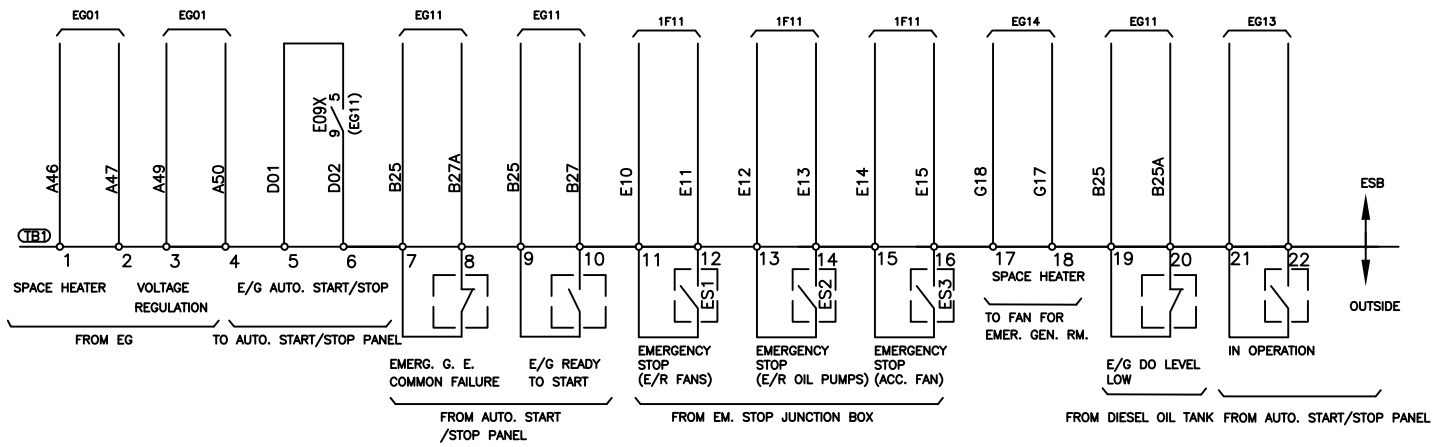 EG01 EG01 EG11 EG11 1F11 1F11 1F11 EG14 EG11 EG13
E09X 5 9 (EG11)
A46 A47 A49 A50 D01 D02 B25 B27A B25 B27 E10 E11 E12 E13 E14 E15 G18 G17 B25 B25A
ESB
TB1
1 2 3 4 5 6 7 8 9 10 11 12 13 14 15 16 17 18 19 20 21 22
SPACE HEATER
VOLTAGE
REGULATION
E/G AUTO. START/STOP
ES1 ES2 ES3
SPACE HEATER
OUTSIDE
FROM EG
TO AUTO. START/STOP PANEL
TO FAN FOR
EMER. GEN. RM.
EMERG. G. E.
COMMON FAILURE
E/G READY
TO START
EMERGENCY
STOP
(E/R FANS)
EMERGENCY
STOP
(E/R OIL PUMPS)
EMERGENCY
STOP
(ACC. FAN)
E/G DO LEVEL
LOW
IN OPERATION
FROM AUTO. START
/STOP PANEL
FROM EM. STOP JUNCTION BOX
FROM DIESEL OIL TANK
FROM AUTO. START/STOP PANEL